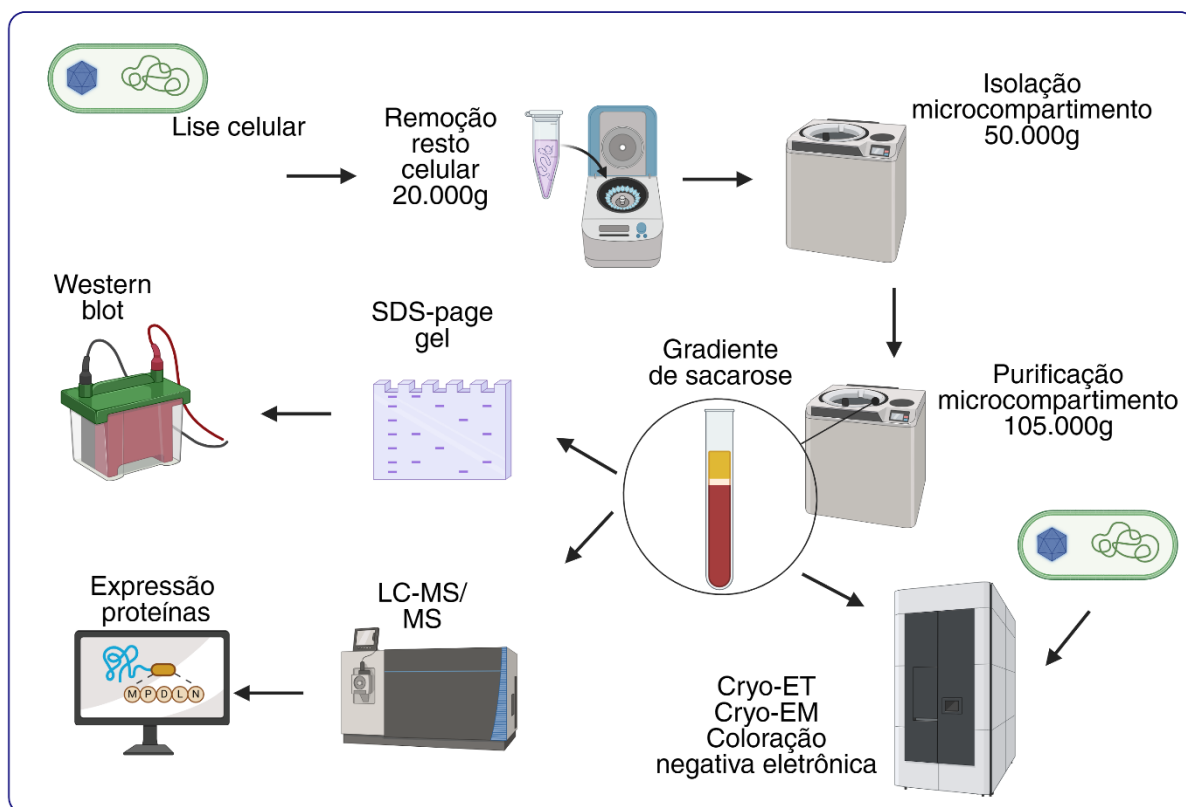 Lise celular
Remoção
resto
celular
20.000g
Isolação
microcompartimento
50.000g
Purificação
microcompartimento
105.000g
Gradiente
de sacarose
SDS-page
gel
Western
blot
LC-MS/
MS
Expressão
proteínas
M P D L N
Cryo-ET
Cryo-EM
Coloração
negativa eletrônica